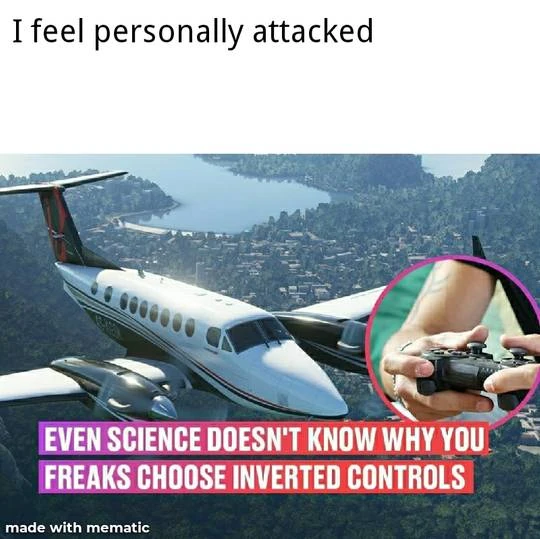 I feel personally attacked
EVEN SCIENCE DOESN'T KNOW WHY YOU
FREAKS CHOOSE INVERTED CONTROLS
made with mematic